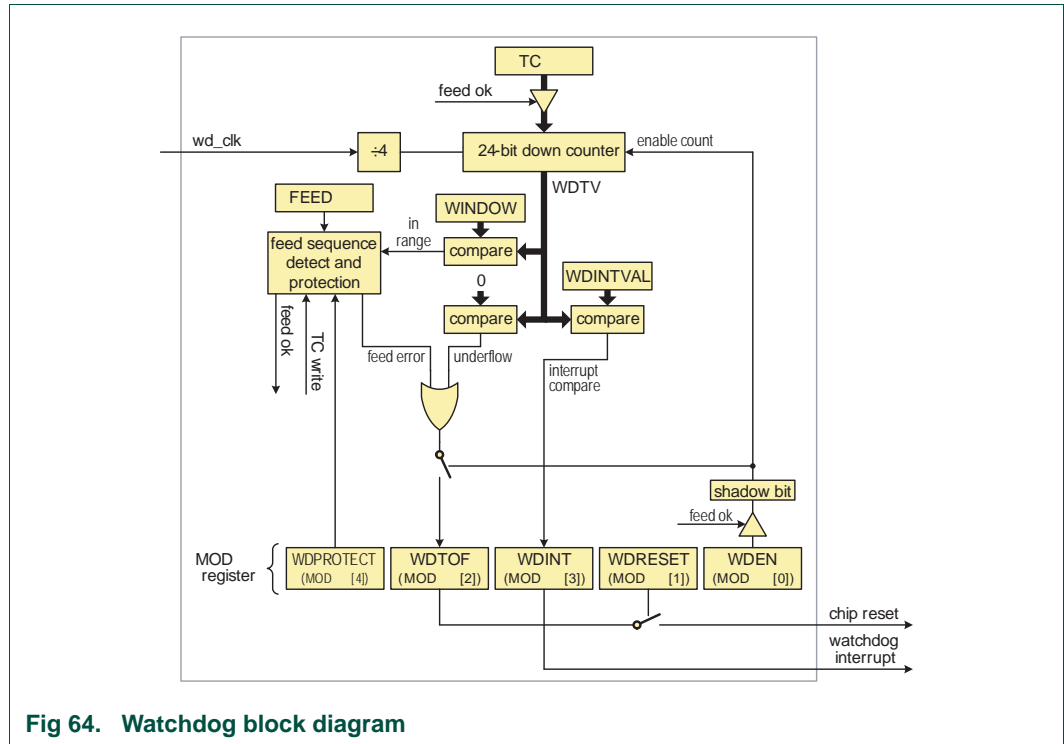 TC
feed ok
wd_clk
÷4
24-bit down counter
enable count
WDTV
FEED
WINDOW
in
range
feed sequence
detect and
protection
compare
WDINTVAL
0
compare
compare
feed ok
TC write
feed error
underflow
interrupt
compare
shadow bit
feed ok
MOD
register
WDPROTECT
(MOD [4])
WDTOF
(MOD [2])
WDINT
(MOD [3])
WDRESET
(MOD [1])
WDEN
(MOD [0])
chip reset
watchdog
interrupt
Fig 64. Watchdog block diagram